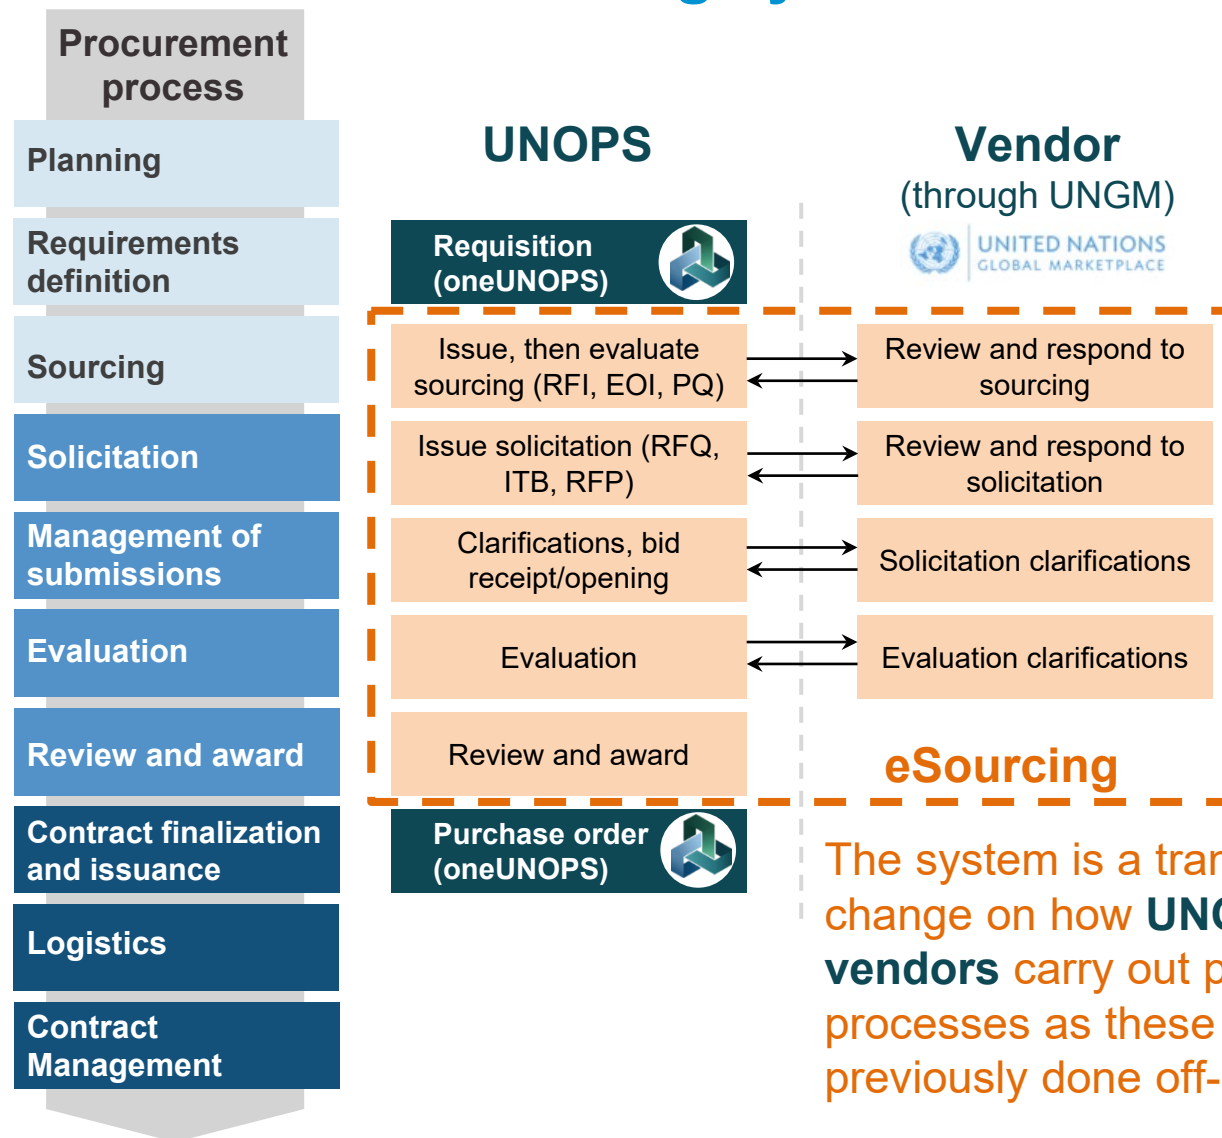 Procurement
process
Planning
Requirements
definition
Sourcing
Solicitation
Management of
submissions
Evaluation
Review and award
Contract finalization
and issuance
Logistics
Contract
Management
UNOPS
Requisition
(oneUNOPS)
Issue, then evaluate
sourcing (RFI, EOI, PQ)
Issue solicitation (RFQ,
ITB, RFP)
Clarifications, bid
receipt/opening
Evaluation
Review and award
Purchase order
(oneUNOPS)
Vendor
(through UNGM)
UNITED NATIONS
GLOBAL MARKETPLACE
Review and respond to
sourcing
Review and respond to
solicitation
Solicitation clarifications
Evaluation clarifications
eSourcing
The system is a
change on how
vendors carry out
processes as these
previously done